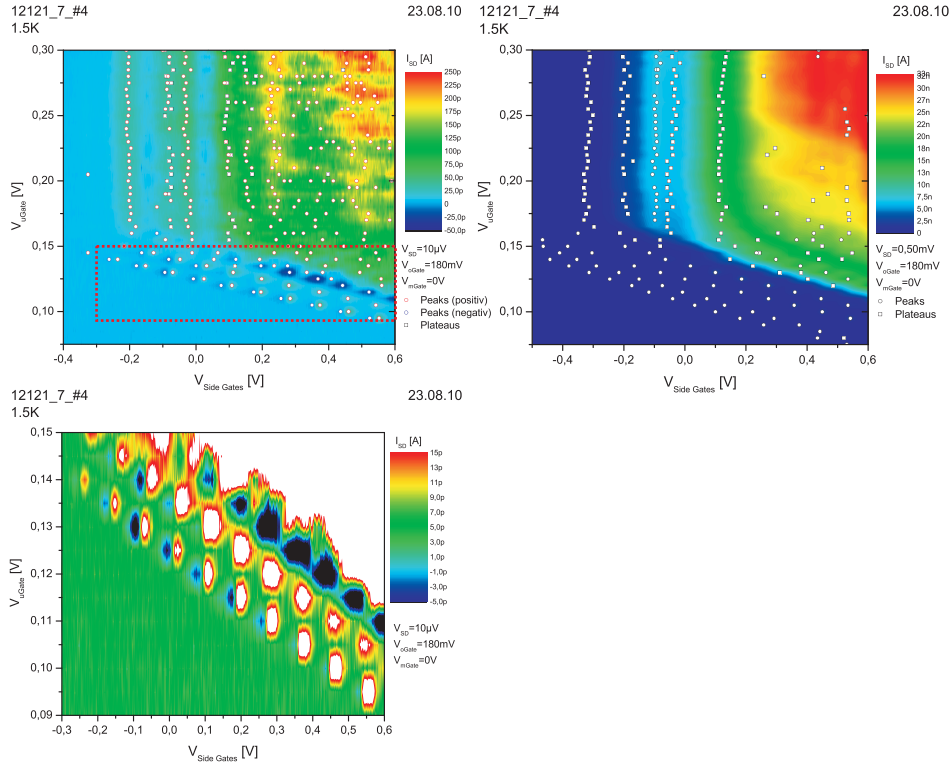 12121_7_#4 23.08.10
1.5K
0,30
0,25
0,20
0,15
0,10
V_uGate [V]
-0,4 -0,2 0,0 0,2 0,4 0,6
V_Side Gates [V]
I_SD [A]
250p
200p
175p
150p
125p
100p
75,0p
50,0p
25,0p
0,00
-50,0p
V_SD=10µV
V_oGate=180mV
V_mGate=0V
Peaks (positiv)
Peaks (negativ)
Plateaus
12121_7_#4 23.08.10
1.5K
0,30
0,25
0,20
0,15
0,10
V_uGate [V]
-0,4 -0,2 0,0 0,2 0,4 0,6
V_Side Gates [V]
I_SD [A]
32n
30n
27n
25n
22n
20n
18n
15n
13n
10n
7,5n
5,0n
2,5n
0
V_SD=0,50mV
V_oGate=180mV
V_mGate=0V
Peaks
Plateaus
12121_7_#4 23.08.10
1.5K
0,15
0,14
0,13
0,12
0,11
0,10
0,09
V_uGate [V]
-0,3 -0,2 -0,1 0,0 0,1 0,2 0,3 0,4 0,5 0,6
V_Side Gates [V]
I_SD [A]
15p
13p
11p
9,0p
7,0p
5,0p
3,0p
1,0p
-1,0p
-3,0p
-5,0p
V_SD=10µV
V_oGate=180mV
V_mGate=0V